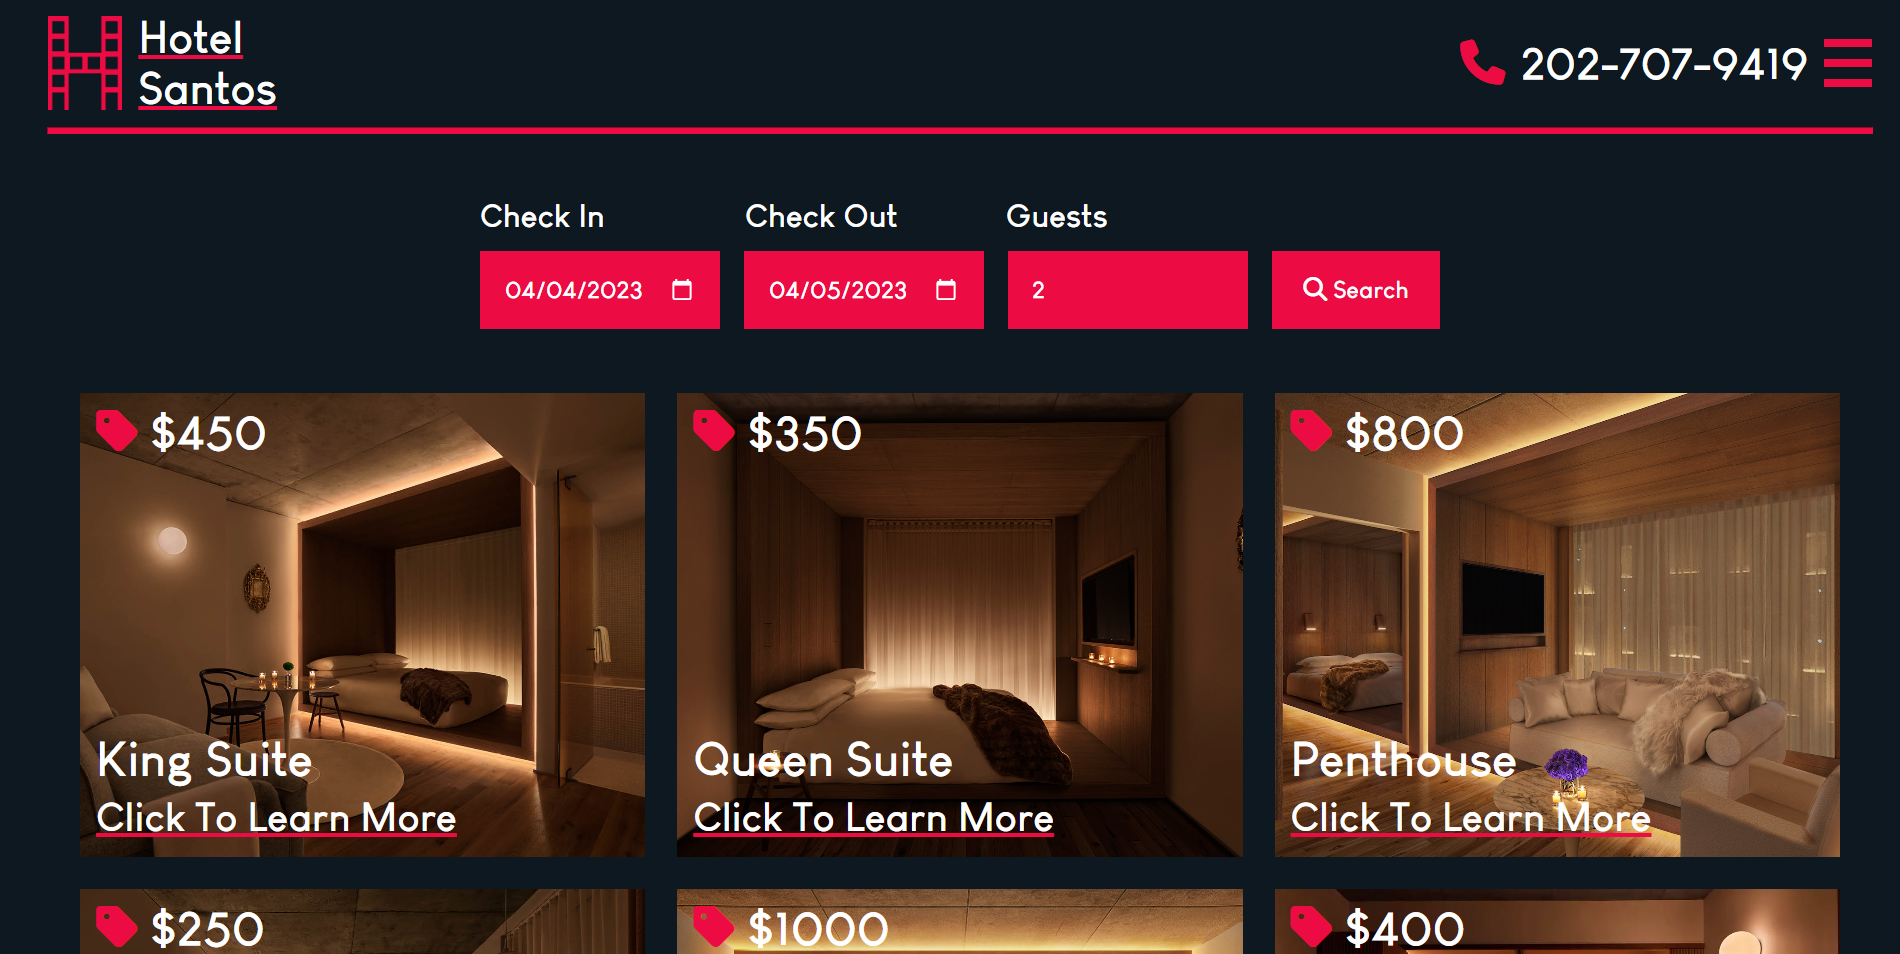 Hotel
Santos
202-707-9419
Check In
Check Out
Guests
04/04/2023
04/05/2023
2
Search
$450
King Suite
Click To Learn More
$350
Queen Suite
Click To Learn More
$800
Penthouse
Click To Learn More
$250
$1000
$400